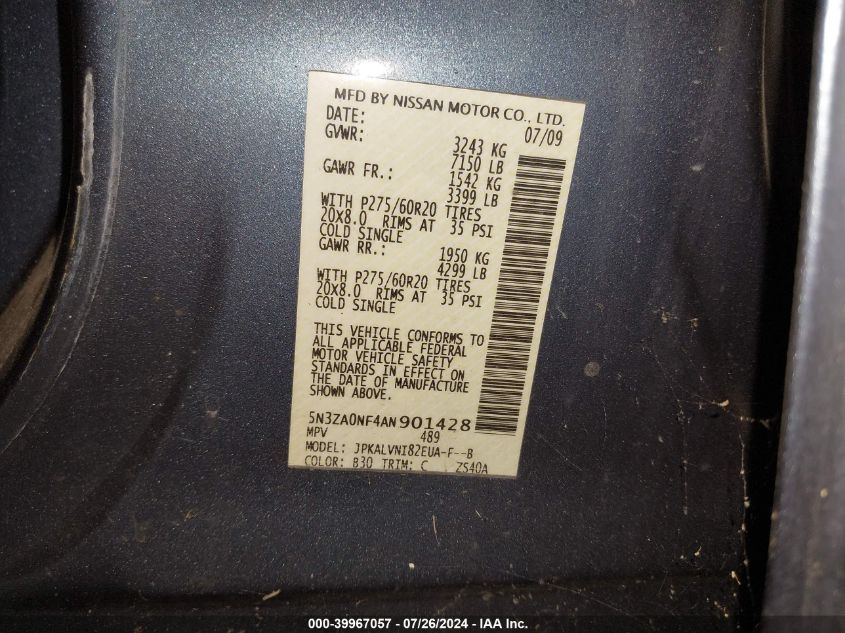 MFD BY NISSAN MOTOR CO., LTD.
DATE: 07/09
GVWR: 3243 KG
7150 LB
GAWR FR.: 1542 KG
3399 LB
WITH P275/60R20 TIRES
20X8.0 RIMS AT 35 PSI
COLD SINGLE
GAWR RR.: 1950 KG
4299 LB
WITH P275/60R20 TIRES
20X8.0 RIMS AT 35 PSI
COLD SINGLE
THIS VEHICLE CONFORMS TO
ALL APPLICABLE FEDERAL
MOTOR VEHICLE SAFETY
STANDARDS IN EFFECT ON
THE DATE OF MANUFACTURE
SHOWN ABOVE.
5N3ZA0NF4AN901428
MPV 489
MODEL: JPKALVNI82EUA-F--B
COLOR: B30 TRIM: C ZS40A
000-39967057 - 07/26/2024 - IAA Inc.